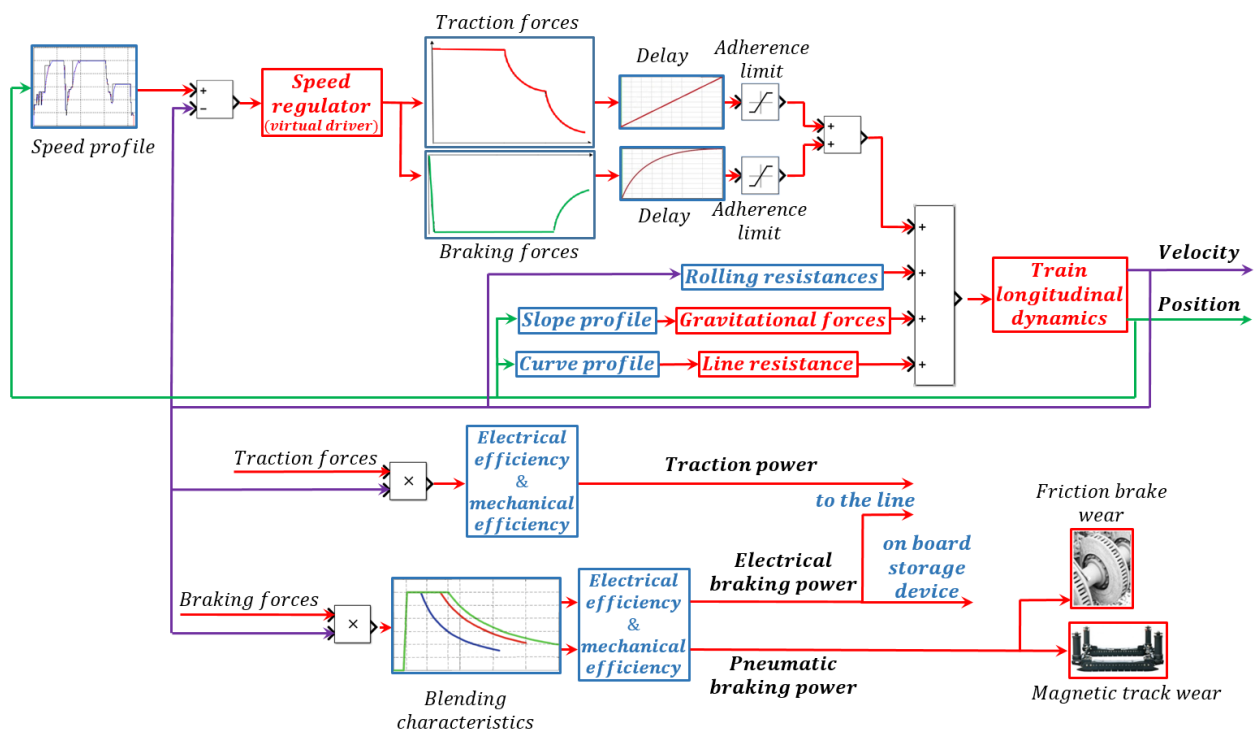 Traction forces
Delay
Adherence
limit
+
−
Speed
regulator
(virtual driver)
+
+
Speed profile
Delay
Adherence
limit
Braking forces
+
Velocity
Rolling resistances
+
Train
longitudinal
dynamics
Position
Slope profile
Gravitational forces
+
Curve profile
Line resistance
+
Traction forces
×
Electrical
efficiency
&
mechanical
efficiency
Traction power
to the line
Friction brake
wear
on board
storage
device
Braking forces
×
Electrical
efficiency
&
mechanical
efficiency
Electrical
braking power
Pneumatic
braking power
Magnetic track wear
Blending
characteristics